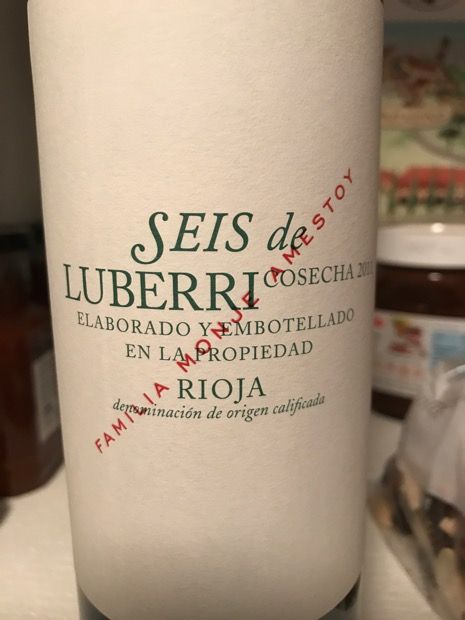 SEIS de
LUBERRI
COSECHA
ELABORADO Y EMBOTELLADO
EN LA PROPIEDAD
RIOJA
denominación de origen calificada
FAMILIA MONJE AMESTOY